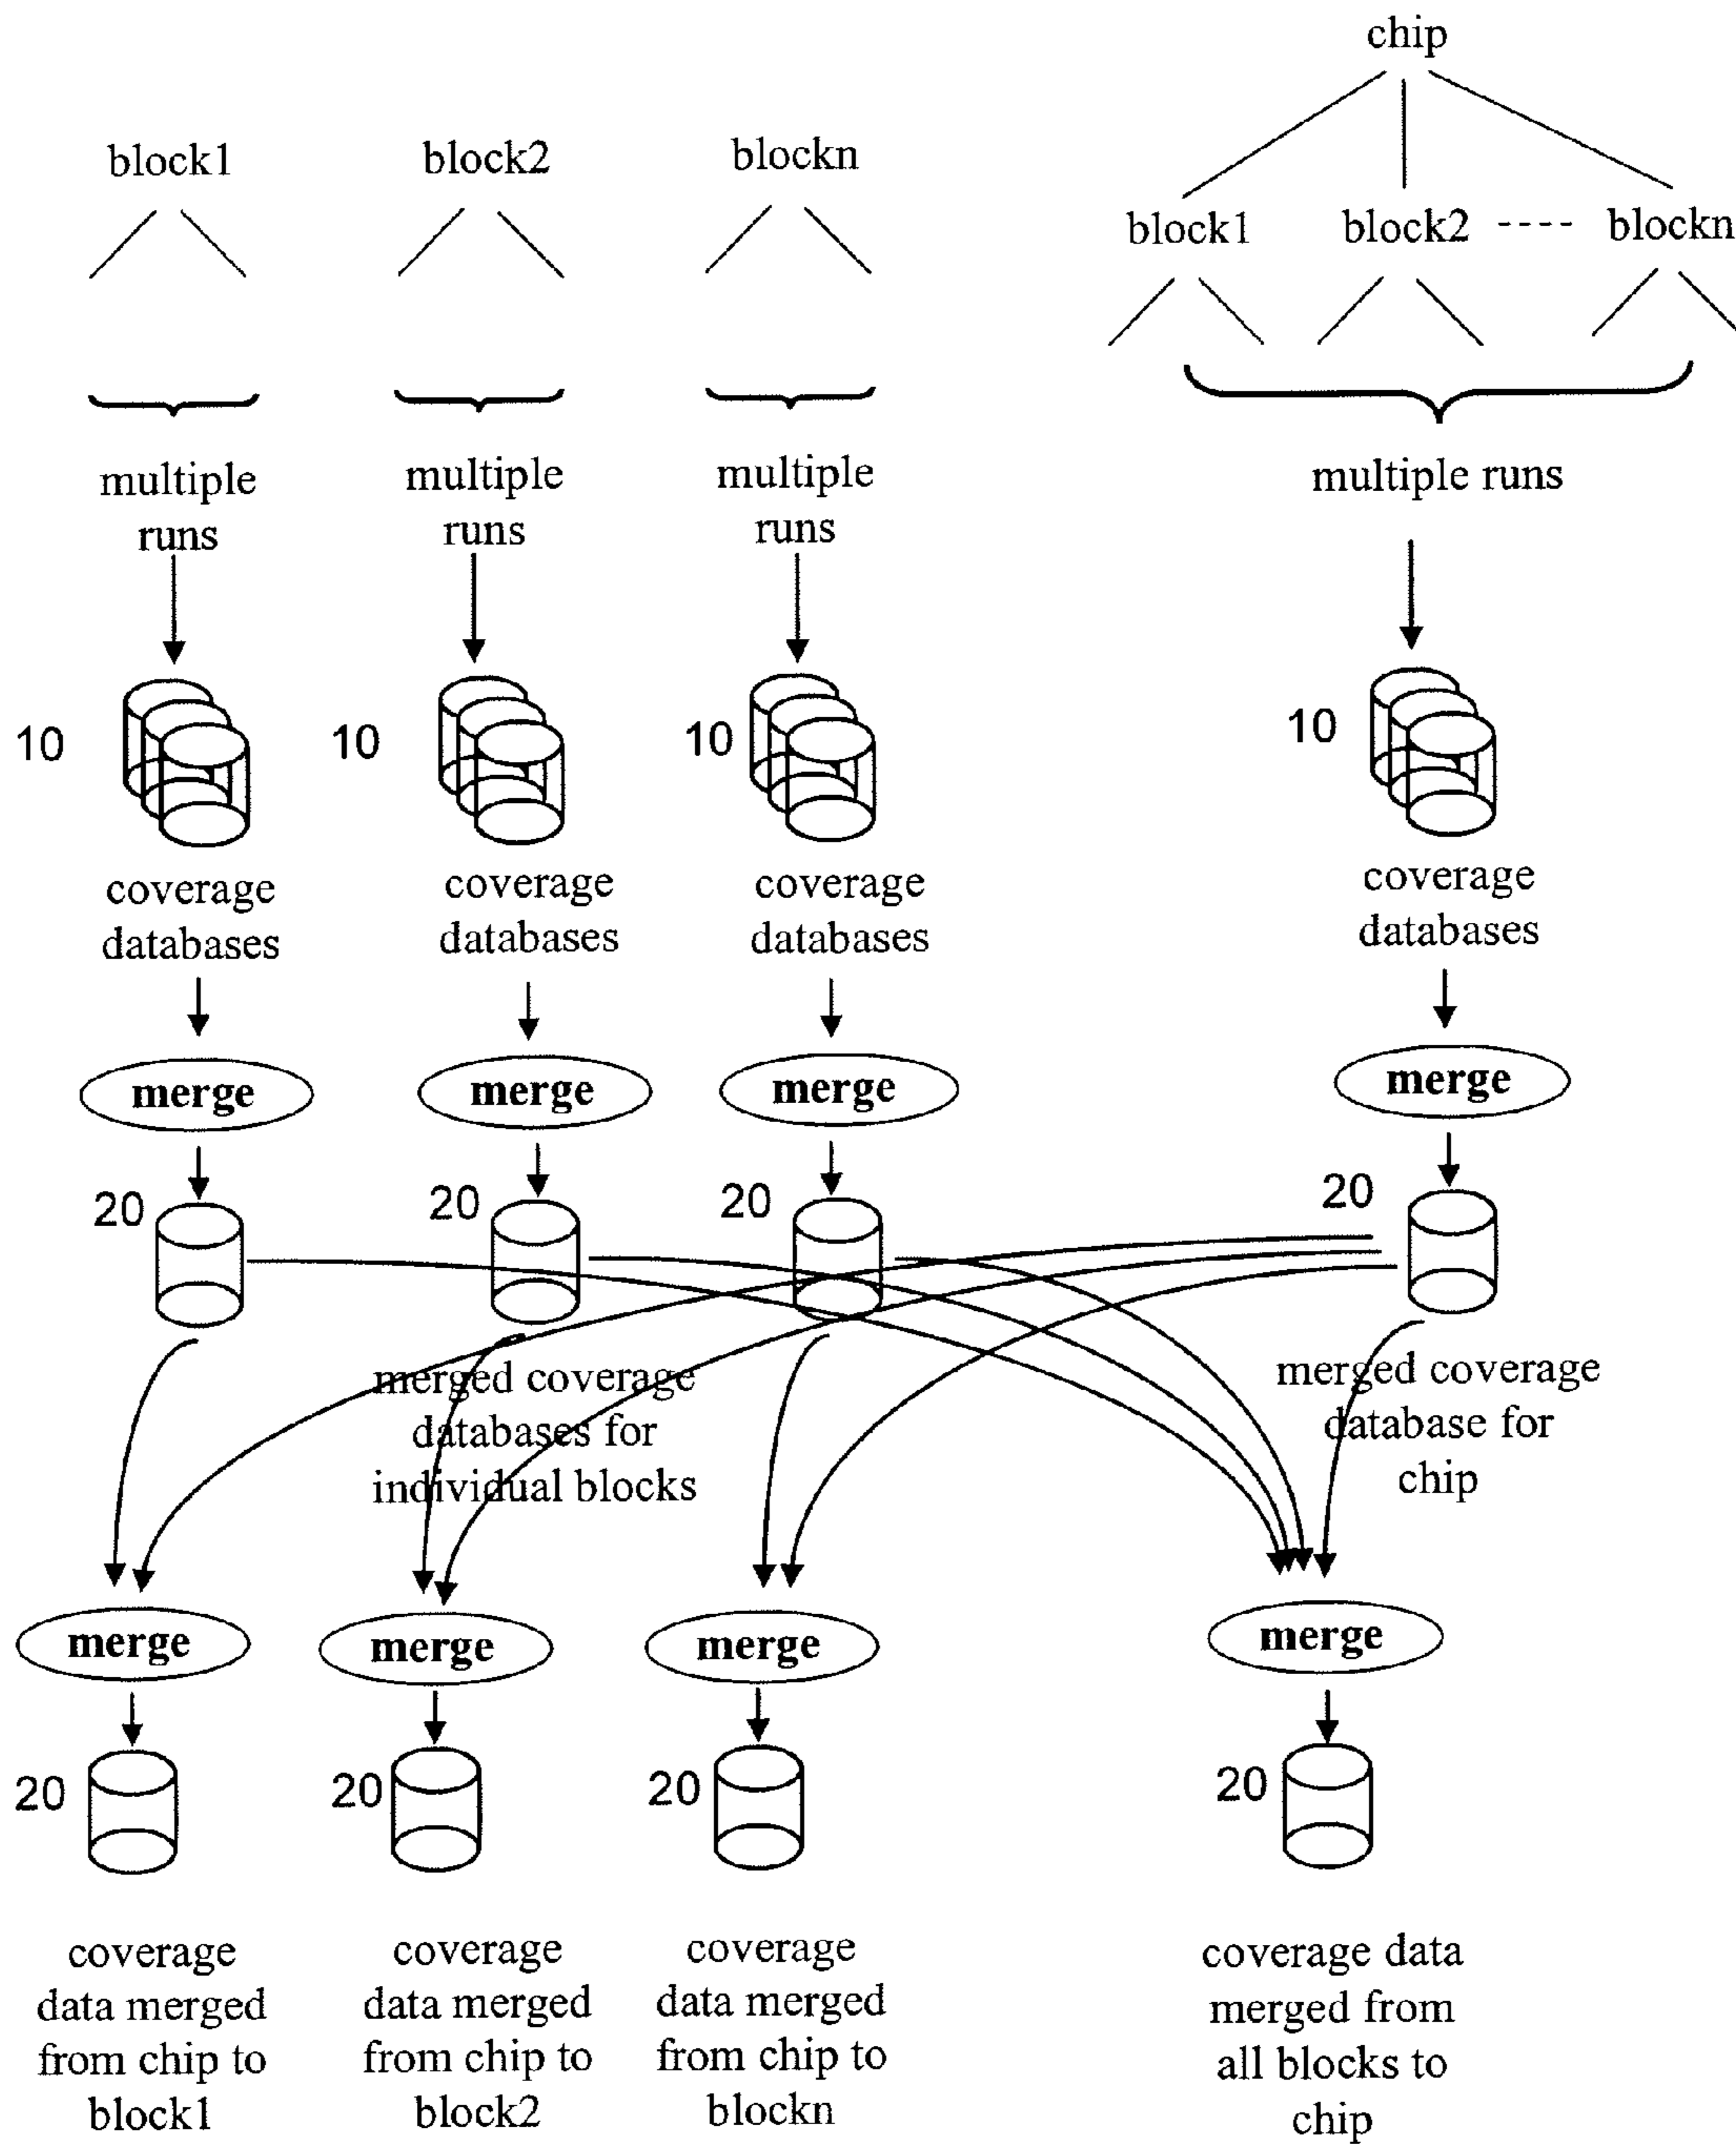 chip
block1
block2
blockn
block1
block2
----
blockn
multiple
runs
multiple
runs
multiple
runs
multiple runs
10
10
10
10
coverage
databases
coverage
databases
coverage
databases
coverage
databases
merge
merge
merge
merge
20
20
20
20
merged coverage
databases for
individual blocks
merged coverage
database for
chip
merge
merge
merge
merge
20
20
20
20
coverage
data merged
from chip to
block1
coverage
data merged
from chip to
block2
coverage
data merged
from chip to
blockn
coverage data
merged from
all blocks to
chip